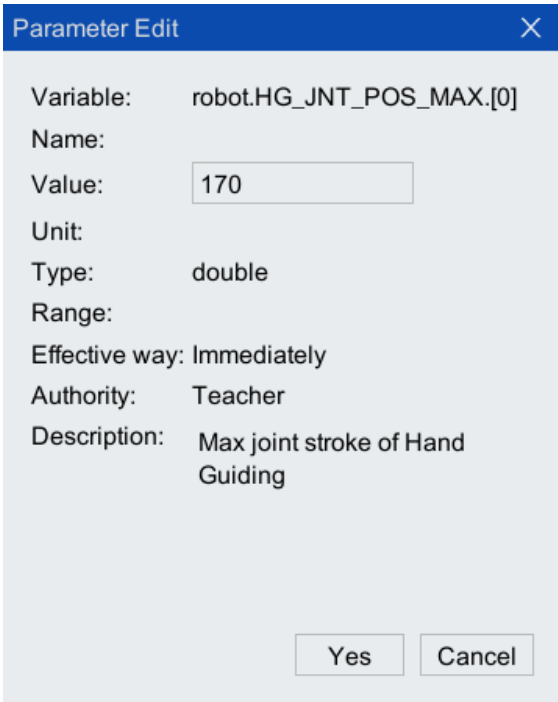 Parameter Edit
Variable: robot.HG_JNT_POS_MAX.[0]
Name:
Value: 170
Unit:
Type: double
Range:
Effective way: Immediately
Authority: Teacher
Description: Max joint stroke of Hand
Guiding
Yes Cancel